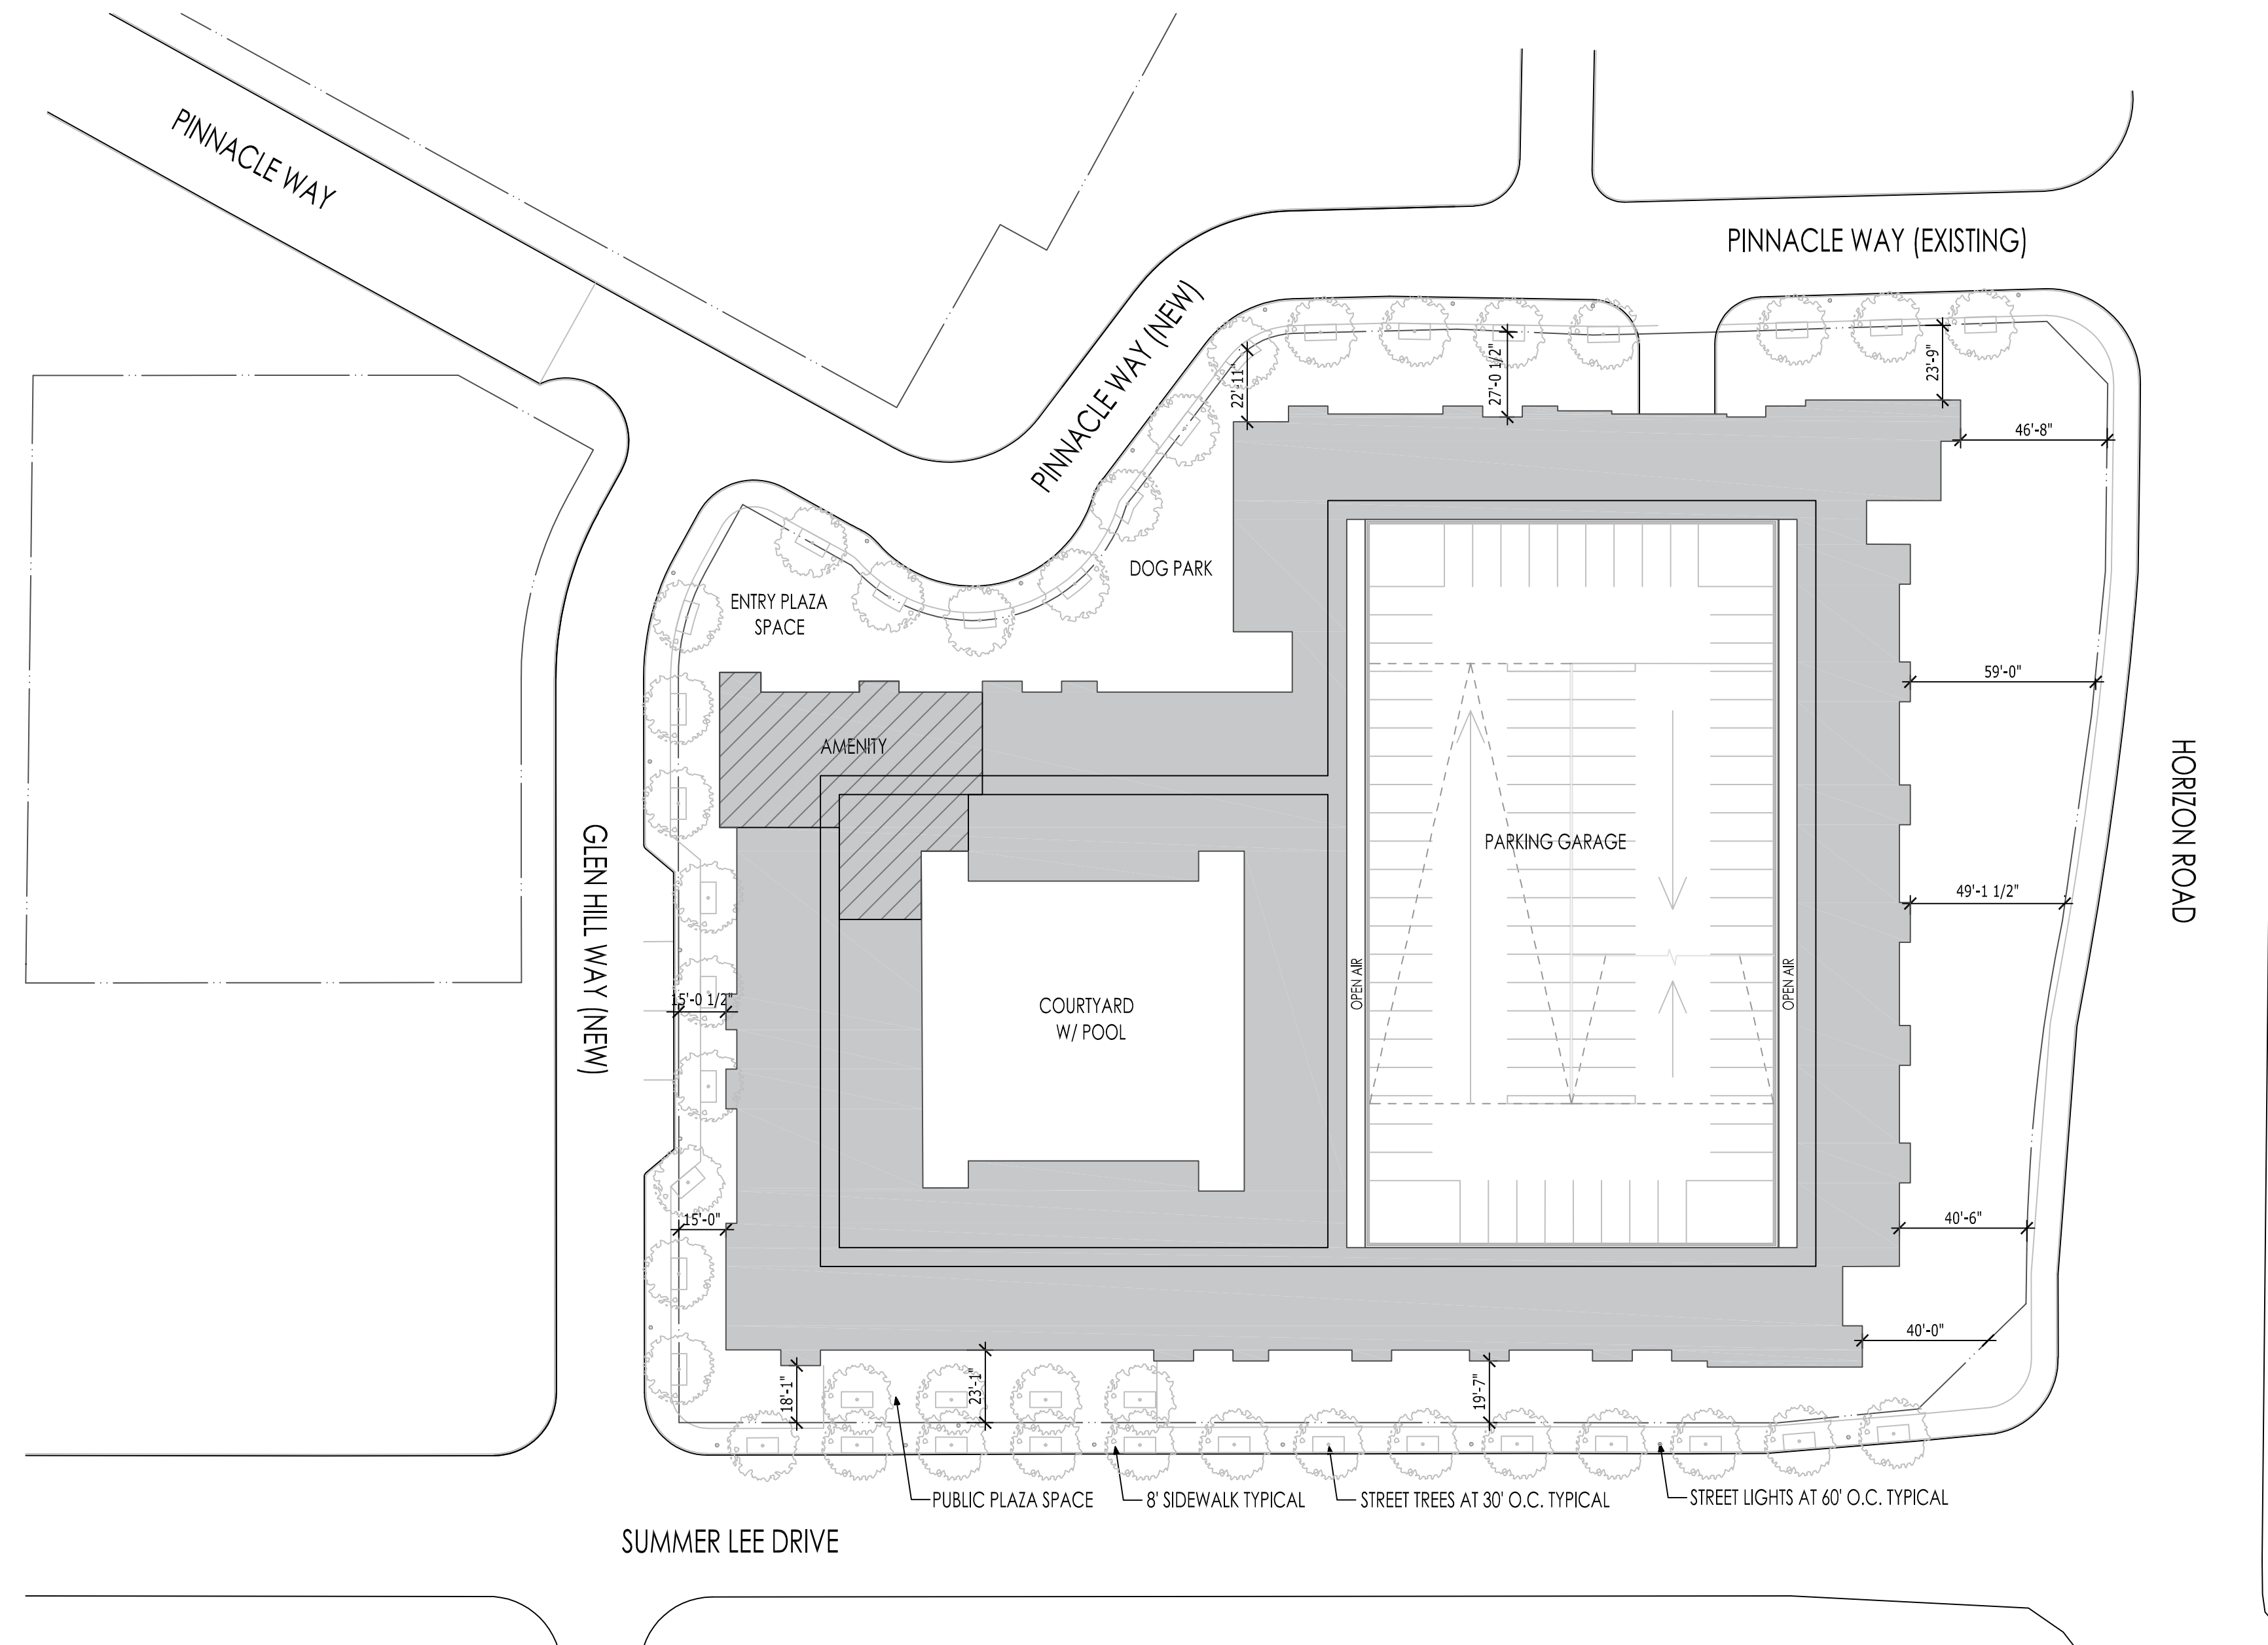 PINNACLE WAY
PINNACLE WAY (EXISTING)
PINNACLE WAY (NEW)
22'-11"
27'-0 1/2"
23'-9"
46'-8"
DOG PARK
ENTRY PLAZA
SPACE
59'-0"
AMENITY
HORIZON ROAD
GLEN HILL WAY (NEW)
PARKING GARAGE
49'-1 1/2"
OPEN AIR
OPEN AIR
15'-0 1/2"
COURTYARD
W/ POOL
15'-0"
40'-6"
40'-0"
18'-1"
23'-1"
19'-7"
PUBLIC PLAZA SPACE
8' SIDEWALK TYPICAL
STREET TREES AT 30' O.C. TYPICAL
STREET LIGHTS AT 60' O.C. TYPICAL
SUMMER LEE DRIVE